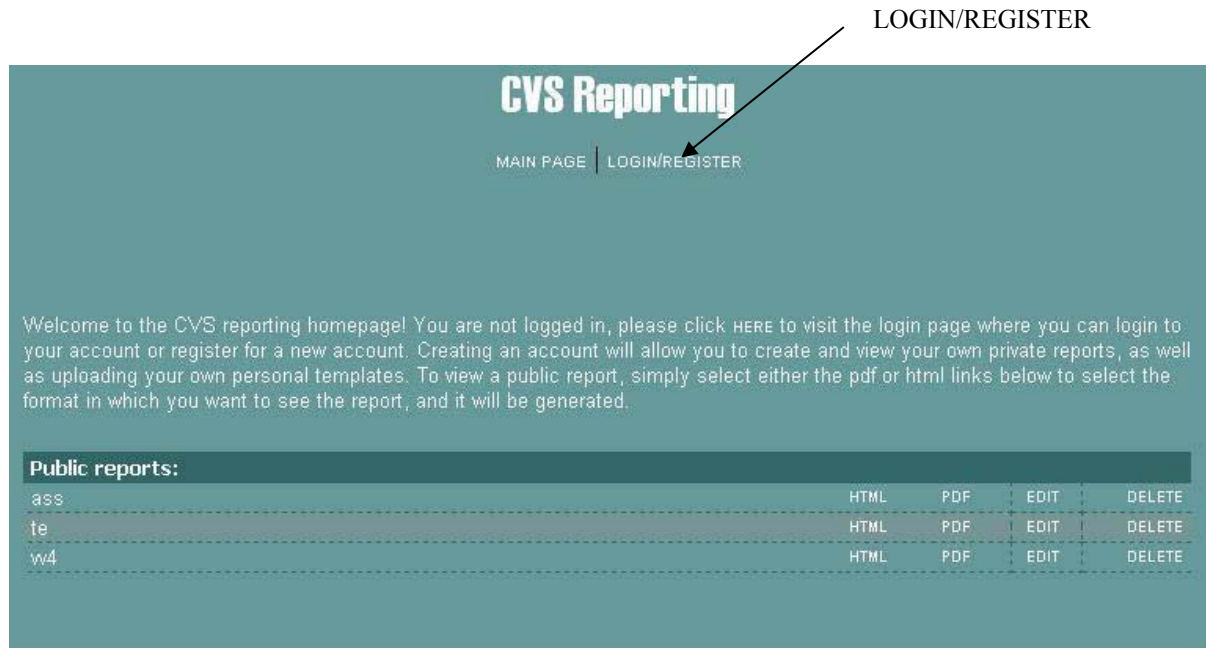 LOGIN/REGISTER
CVS Reporting
MAIN PAGE LOGIN/REGISTER
Welcome to the CVS reporting homepage! You are not logged in, please click HERE to visit the login page where you can login to
your account or register for a new account. Creating an account will allow you to create and view your own private reports, as well
as uploading your own personal templates. To view a public report, simply select either the pdf or html links below to select the
format in which you want to see the report, and it will be generated.
Public reports:
ass HTML PDF EDIT DELETE
te HTML PDF EDIT DELETE
w4 HTML PDF EDIT DELETE